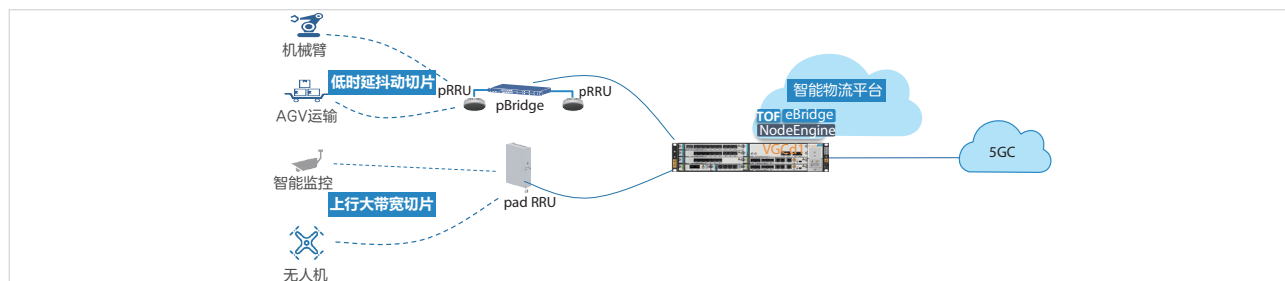 机械臂
低时延抖动切片
AGV运输
pRRU
pBridge
pRRU
智能监控
上行大带宽切片
无人机
pad RRU
智能物流平台
TOF eBridge
NodeEngine
VGCd1
5GC